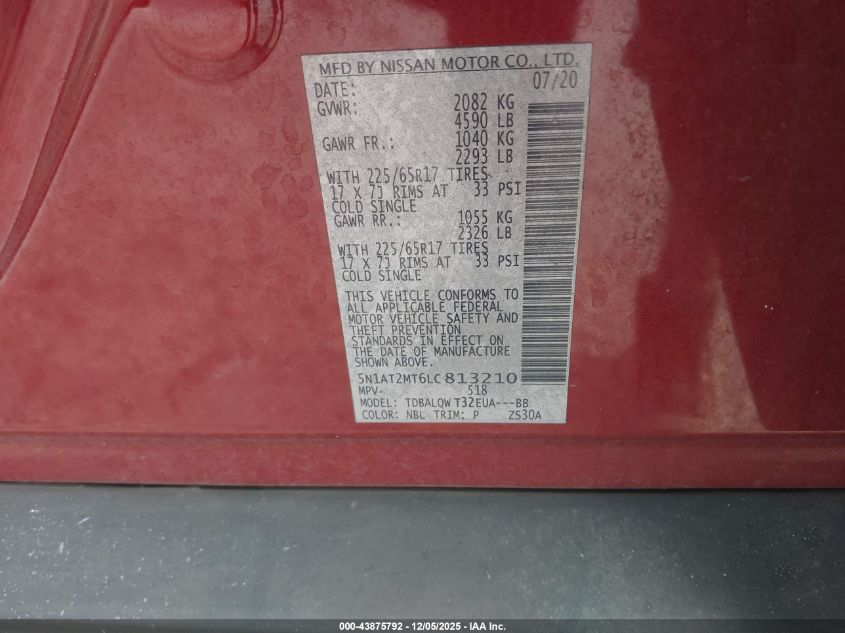 MFD BY NISSAN MOTOR CO., LTD.
DATE: 07/20
GVWR: 2082 KG
4590 LB
GAWR FR.: 1040 KG
2293 LB
WITH 225/65R17 TIRES
17 X 7J RIMS AT 33 PSI
COLD SINGLE
GAWR RR.: 1055 KG
2326 LB
WITH 225/65R17 TIRES
17 X 7J RIMS AT 33 PSI
COLD SINGLE
THIS VEHICLE CONFORMS TO
ALL APPLICABLE FEDERAL
MOTOR VEHICLE SAFETY AND
THEFT PREVENTION
STANDARDS IN EFFECT ON
THE DATE OF MANUFACTURE
SHOWN ABOVE.
5N1AT2MT6LC813210
MPV- 518
MODEL: TDBALQW T32EUA---BB
COLOR: NBL TRIM: P ZS30A
000-43875792 - 12/05/2025 - IAA Inc.